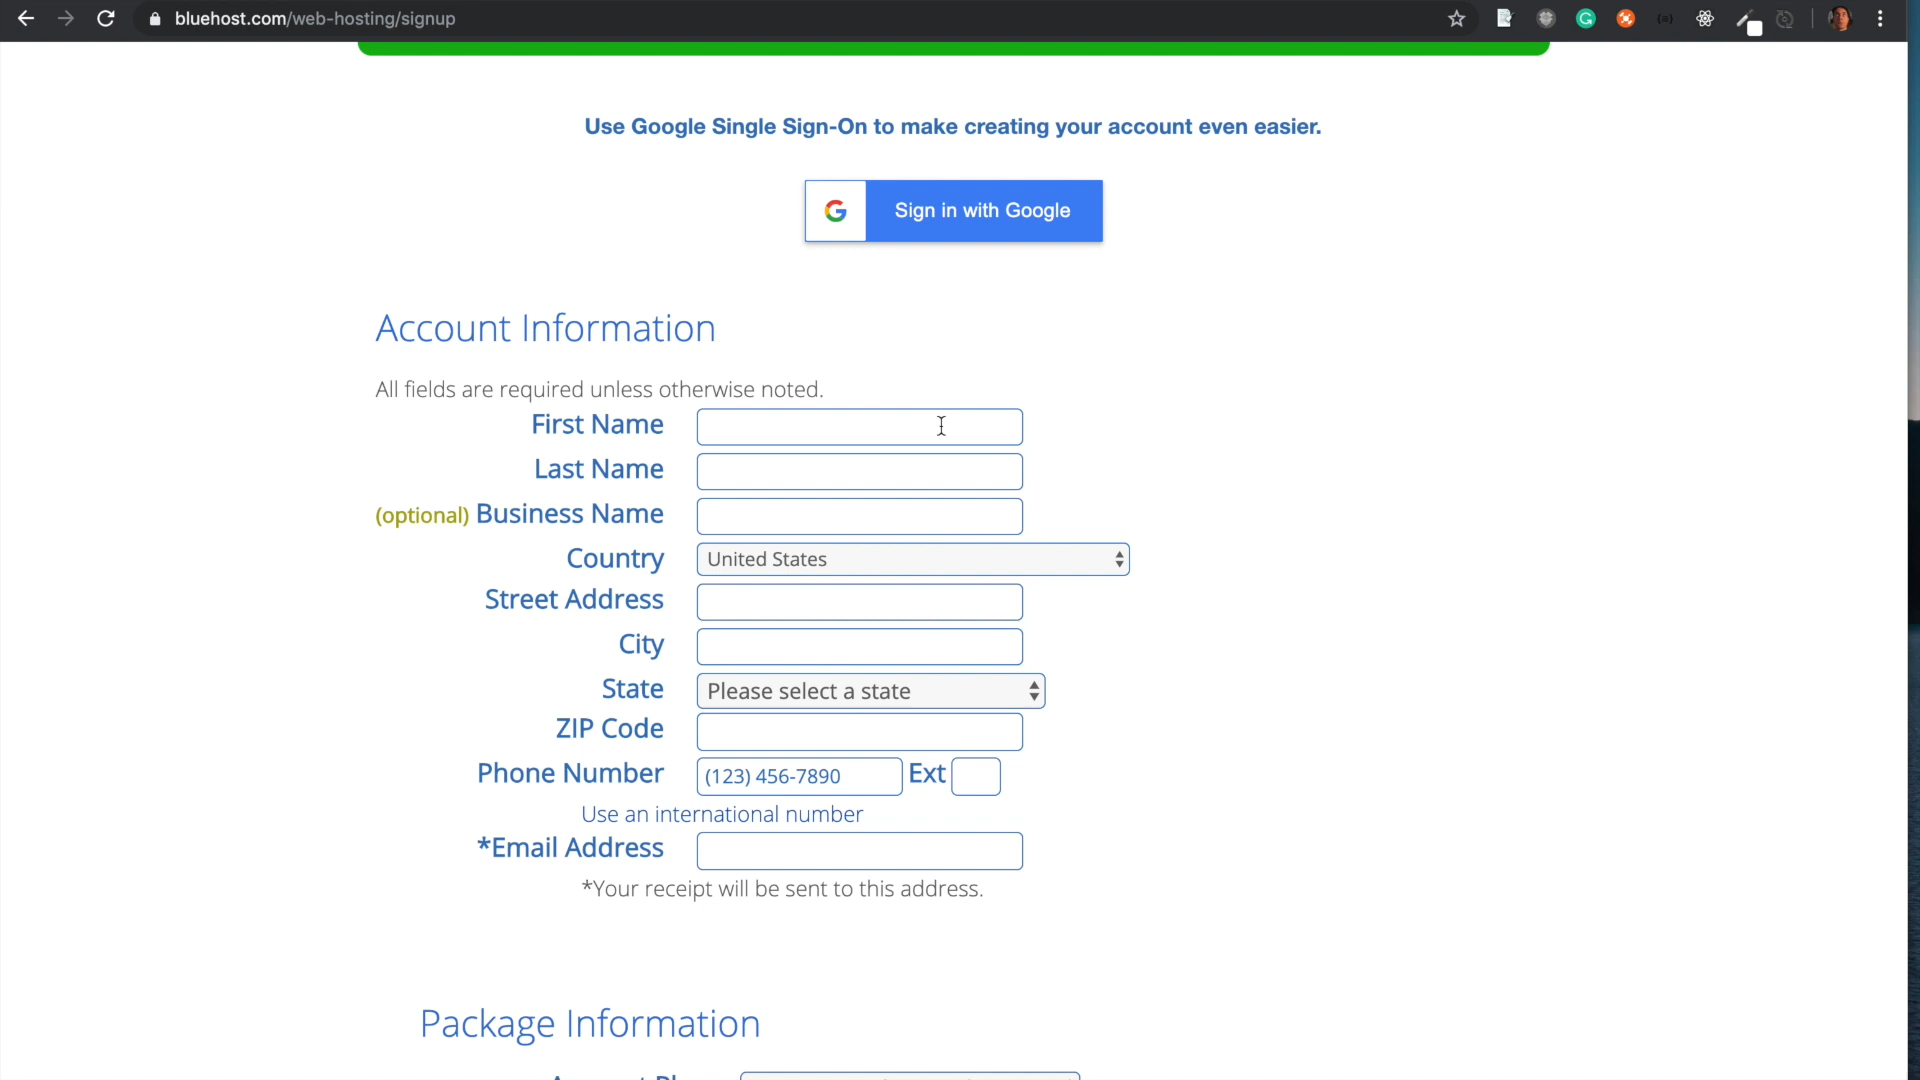 bluehost.com/web-hosting/signup
Use Google Single Sign-On to make creating your account even easier.
Sign in with Google
Account Information
All fields are required unless otherwise noted.
First Name
Last Name
(optional) Business Name
Country United States
Street Address
City
State Please select a state
ZIP Code
Phone Number (123) 456-7890 Ext
Use an international number
*Email Address
*Your receipt will be sent to this address.
Package Information